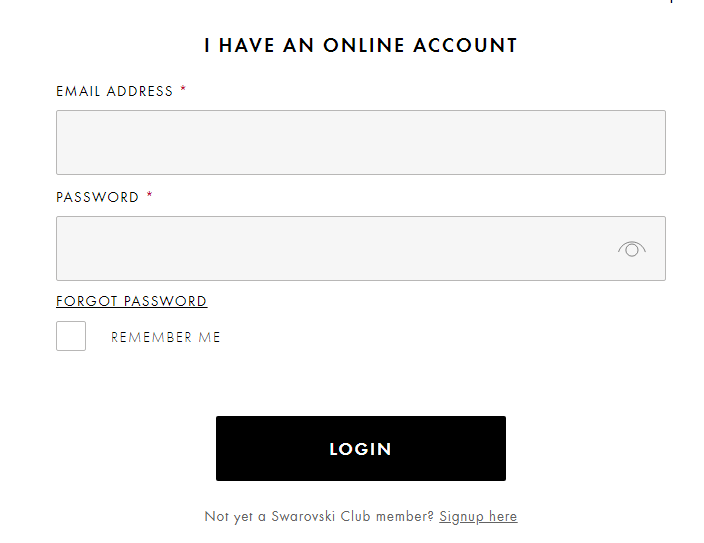 I HAVE AN ONLINE ACCOUNT
EMAIL ADDRESS *
PASSWORD *
FORGOT PASSWORD
REMEMBER ME
LOGIN
Not yet a Swarovski Club member? Signup here